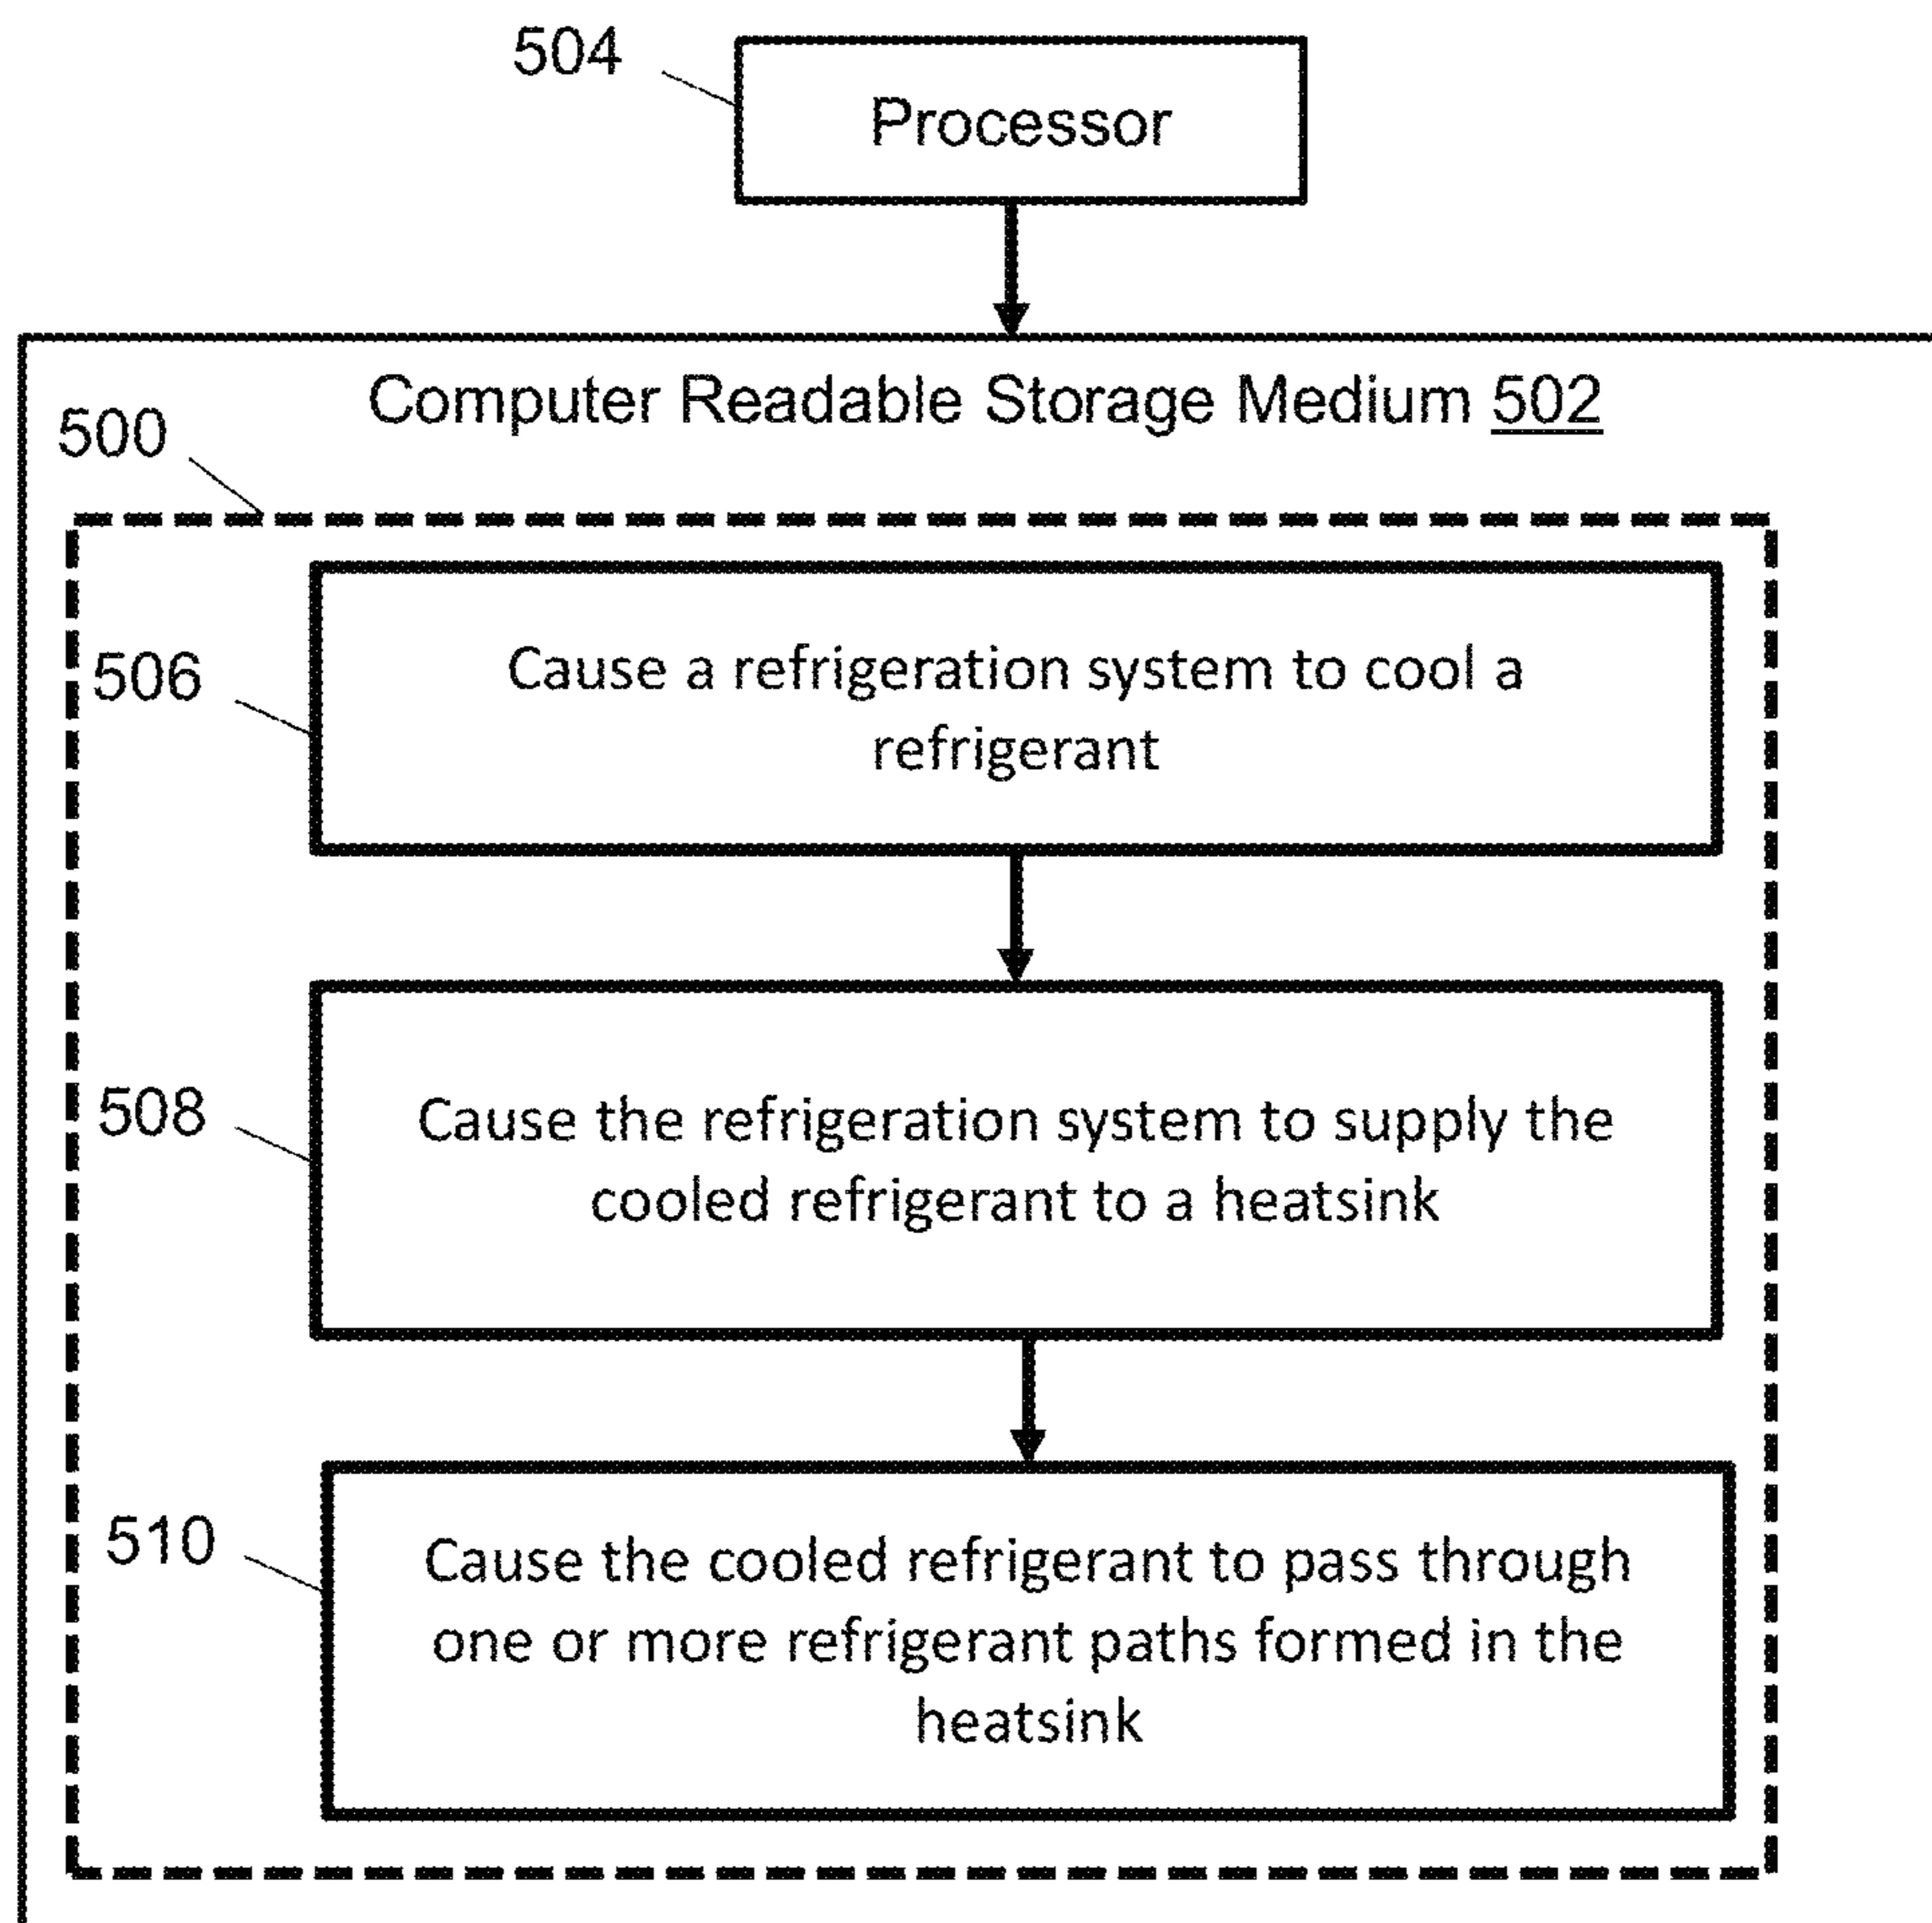 504
Processor
Computer Readable Storage Medium 502
500
506
Cause a refrigeration system to cool a
refrigerant
508
Cause the refrigeration system to supply the
cooled refrigerant to a heatsink
510
Cause the cooled refrigerant to pass through
one or more refrigerant paths formed in the
heatsink